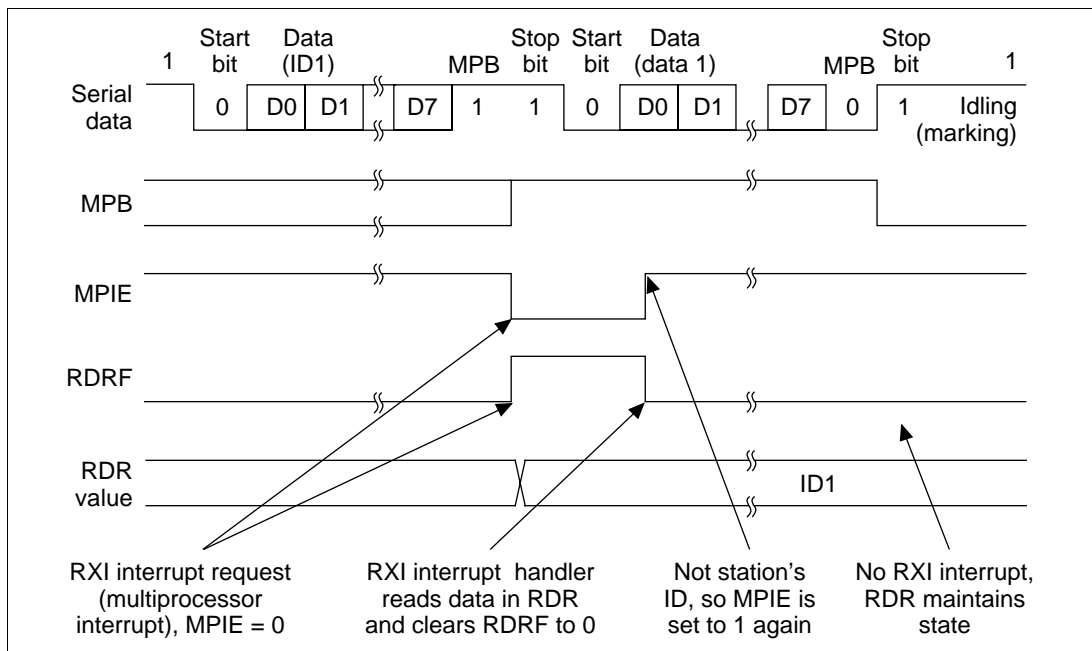 Start bit
Data (ID1)
Stop bit
Start bit
Data (data 1)
Stop bit
1
MPB
MPB
1
Serial data
0
D0
D1
D7
1
1
0
D0
D1
D7
0
1
Idling (marking)
MPB
MPIE
RDRF
RDR value
ID1
RXI interrupt request
(multiprocessor
interrupt), MPIE = 0
RXI interrupt handler
reads data in RDR
and clears RDRF to 0
Not station's
ID, so MPIE is
set to 1 again
No RXI interrupt,
RDR maintains
state